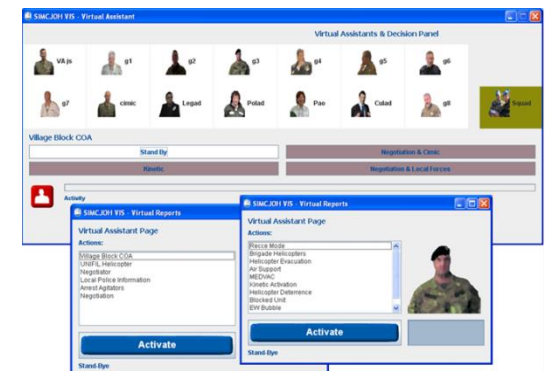 SIMCJOH VIS - Virtual Assistant
Virtual Assistants & Decision Panel
VA js g1 g2 g3 g4 g5 g6
g7 cimic Legad Polad Pao Culad g8 Squad
Village Block COA
Stand By Negotiation & Cimic
Kinetic Negotiation & Local Forces
Activity
SIMCJOH VIS - Virtual Reports
Virtual Assistant Page
Actions:
Village Block COA
UNIFIL Helicopter
Negotiator
Local Police Information
Arrest Agitators
Negotiation
Activate
Stand-Bye
SIMCJOH VIS - Virtual Reports
Virtual Assistant Page
Actions:
Recce Mode
Brigade Helicopters
Helicopter Evacuation
Air Support
MEDVAC
Kinetic Activation
Helicopter Deterrence
Blocked Unit
EW Bubble
Activate
Stand-Bye